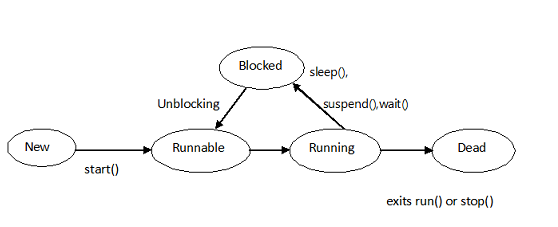 Blocked
sleep(),
Unblocking
suspend(),wait()
New
Runnable
Running
Dead
start()
exits run() or stop()